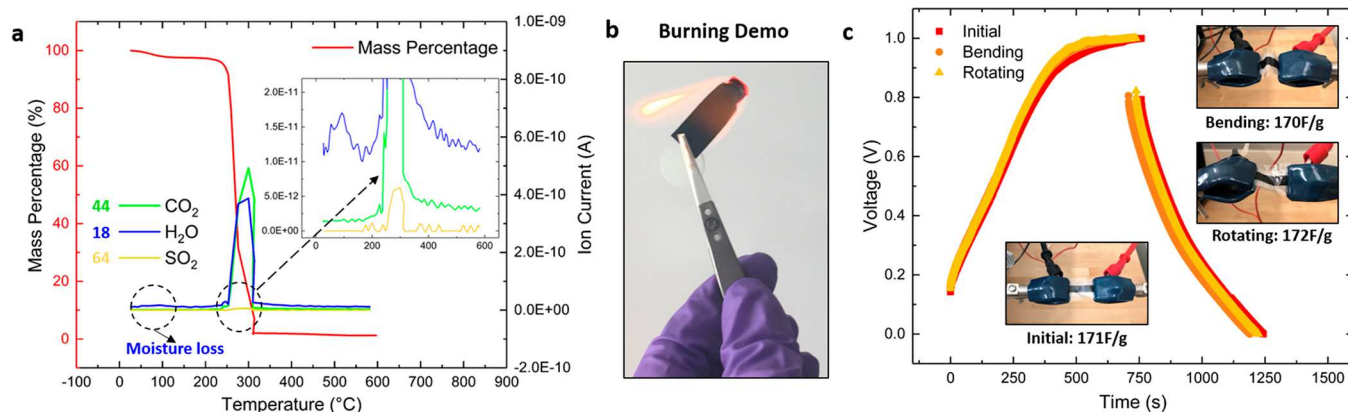 a
Mass Percentage
Mass Percentage (%)
100
90
80
70
60
50
40
30
20
10
0
-100
0
100
200
300
400
500
600
700
800
900
Temperature (°C)
1.0E-09
8.0E-10
6.0E-10
4.0E-10
2.0E-10
0.0E+00
-2.0E-10
Ion Current (A)
44 CO₂
18 H₂O
64 SO₂
Moisture loss
2.0E-11
1.5E-11
1.0E-11
5.0E-12
0.0E+00
0
200
400
600
b
Burning Demo
c
Initial
Bending
Rotating
Voltage (V)
1.0
0.8
0.6
0.4
0.2
0.0
0
250
500
750
1000
1250
1500
Time (s)
Bending: 170F/g
Rotating: 172F/g
Initial: 171F/g